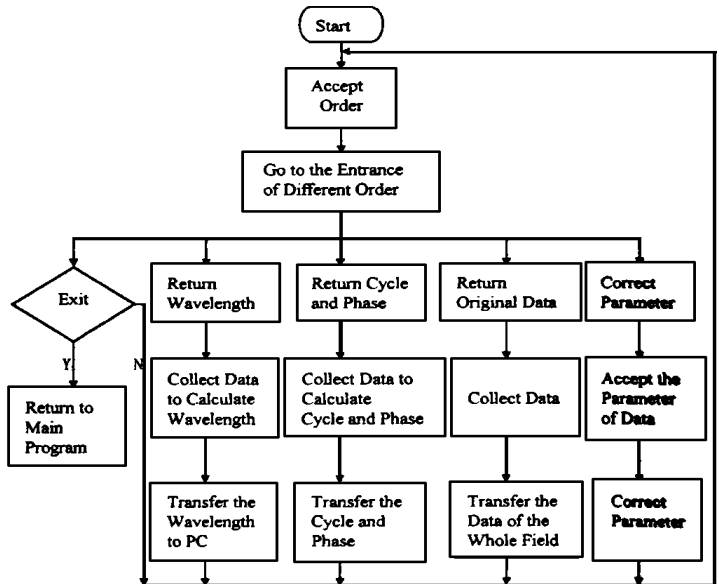 Start
Accept
Order
Go to the Entrance
of Different Order
Exit
Y
N
Return to
Main
Program
Return
Wavelength
Collect Data
to Calculate
Wavelength
Transfer the
Wavelength
to PC
Return Cycle
and Phase
Collect Data to
Calculate
Cycle and Phase
Transfer the
Cycle and
Phase
Return
Original Data
Collect Data
Transfer the
Data of the
Whole Field
Correct
Parameter
Accept the
Parameter
of Data
Correct
Parameter